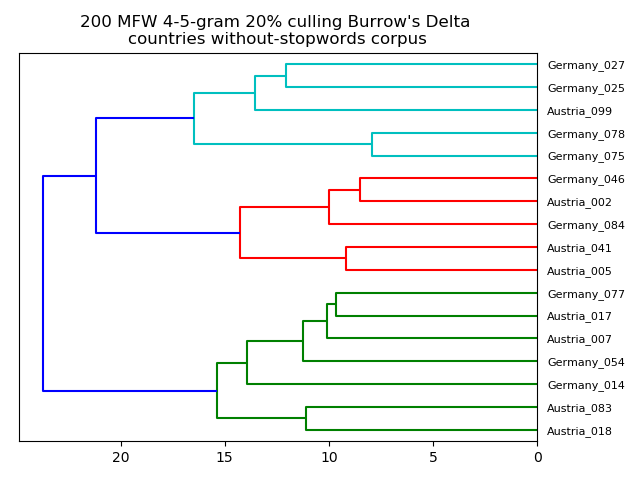 200 MFW 4-5-gram 20% culling Burrow's Delta
countries without-stopwords corpus
Germany_027
Germany_025
Austria_099
Germany_078
Germany_075
Germany_046
Austria_002
Germany_084
Austria_041
Austria_005
Germany_077
Austria_017
Austria_007
Germany_054
Germany_014
Austria_083
Austria_018
20 15 10 5 0